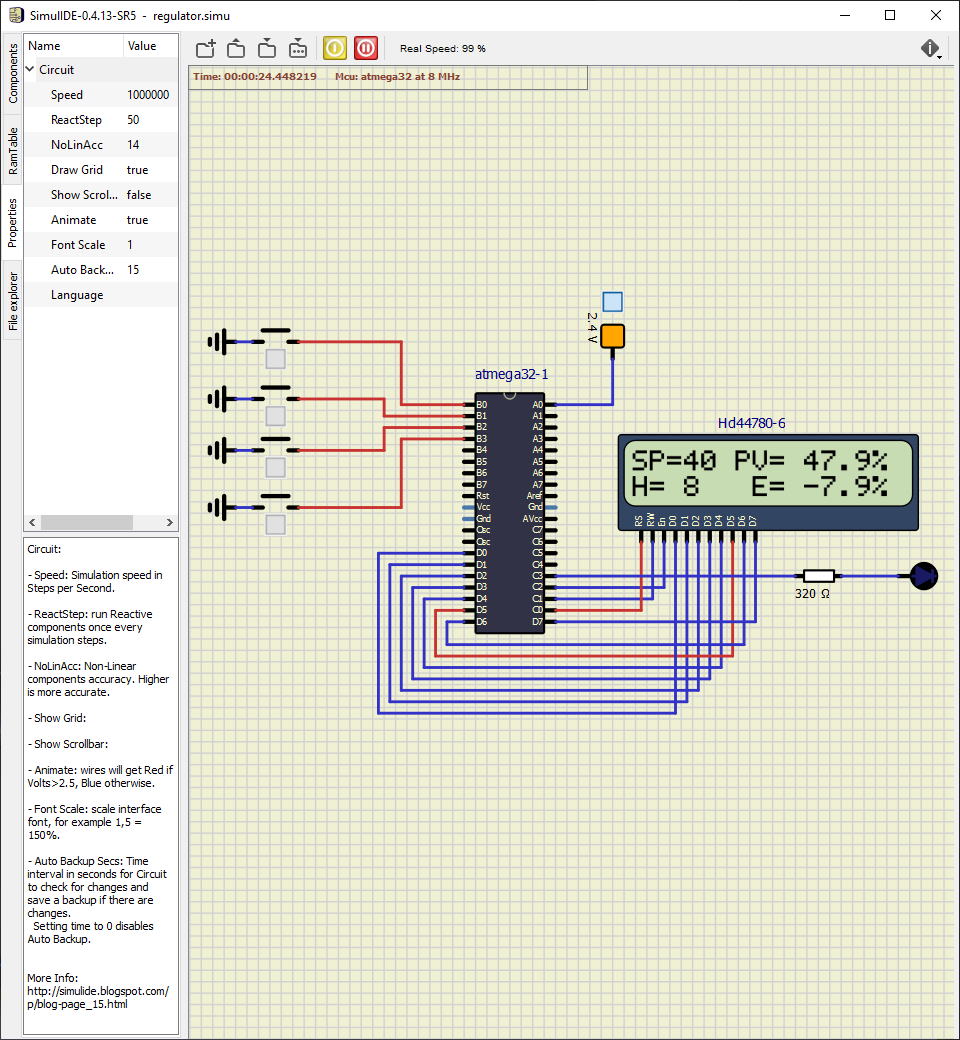 SimulIDE-0.4.13-SR5 - regulator.simu
Components
RamTable
Properties
File explorer
Name Value
Circuit
Speed 1000000
ReactStep 50
NoLinAcc 14
Draw Grid true
Show Scrol... false
Animate true
Font Scale 1
Auto Back... 15
Language
Circuit:
- Speed: Simulation speed in
Steps per Second.
- ReactStep: run Reactive
components once every
simulation steps.
- NoLinAcc: Non-Linear
components accuracy. Higher
is more accurate.
- Show Grid:
- Show Scrollbar:
- Animate: wires will get Red if
Volts>2.5, Blue otherwise.
- Font Scale: scale interface
font, for example 1,5 =
150%.
- Auto Backup Secs: Time
interval in seconds for Circuit
to check for changes and
save a backup if there are
changes.
Setting time to 0 disables
Auto Backup.
More Info:
http://simulide.blogspot.com/
p/blog-page_15.html
Real Speed: 99 %
Time: 00:00:24.448219 Mcu: atmega32 at 8 MHz
2.4 V
atmega32-1
B0 A0
B1 A1
B2 A2
B3 A3
B4 A4
B5 A5
B6 A6
B7 A7
Rst Aref
Vcc Gnd
Gnd AVcc
Osc C7
Osc C6
D0 C5
D1 C4
D2 C3
D3 C2
D4 C1
D5 C0
D6 D7
Hd44780-6
SP=40 PV= 47.9%
H= 8 E= -7.9%
RS RW En D0 D1 D2 D3 D4 D5 D6 D7
320 Ω